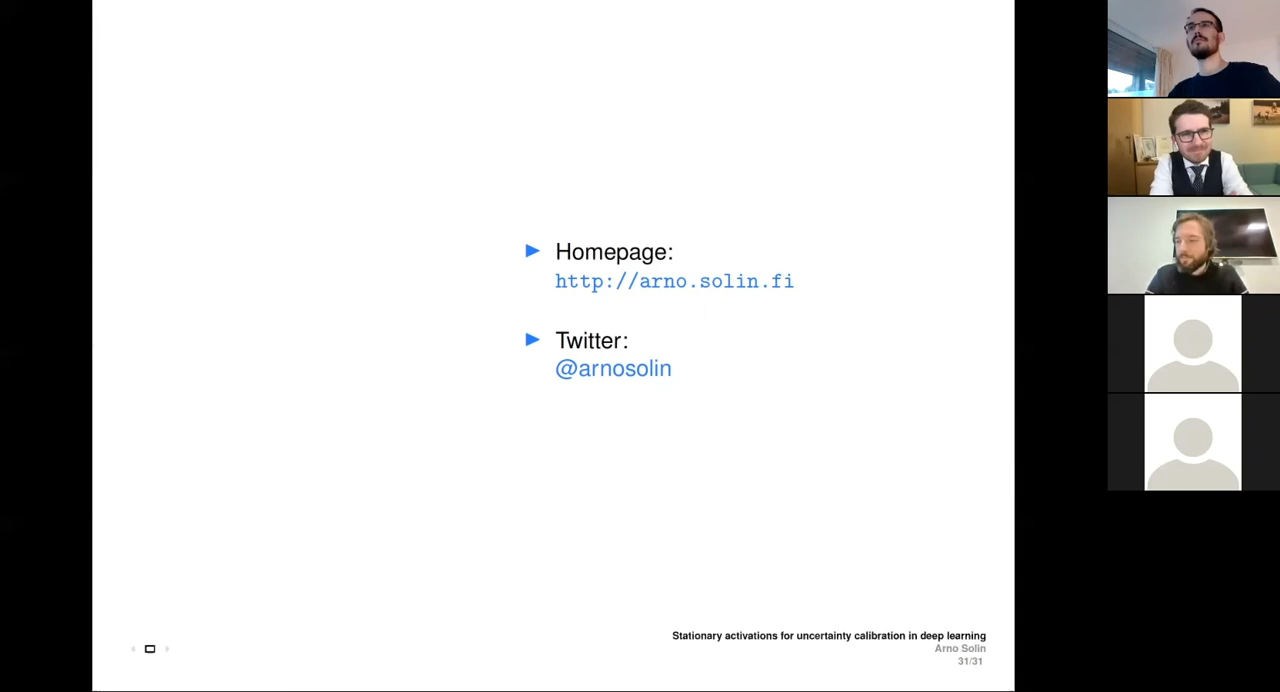 Homepage:
http://arno.solin.fi
Twitter:
@arnosolin
Stationary activations for uncertainty calibration in deep learning
Arno Solin
31/31